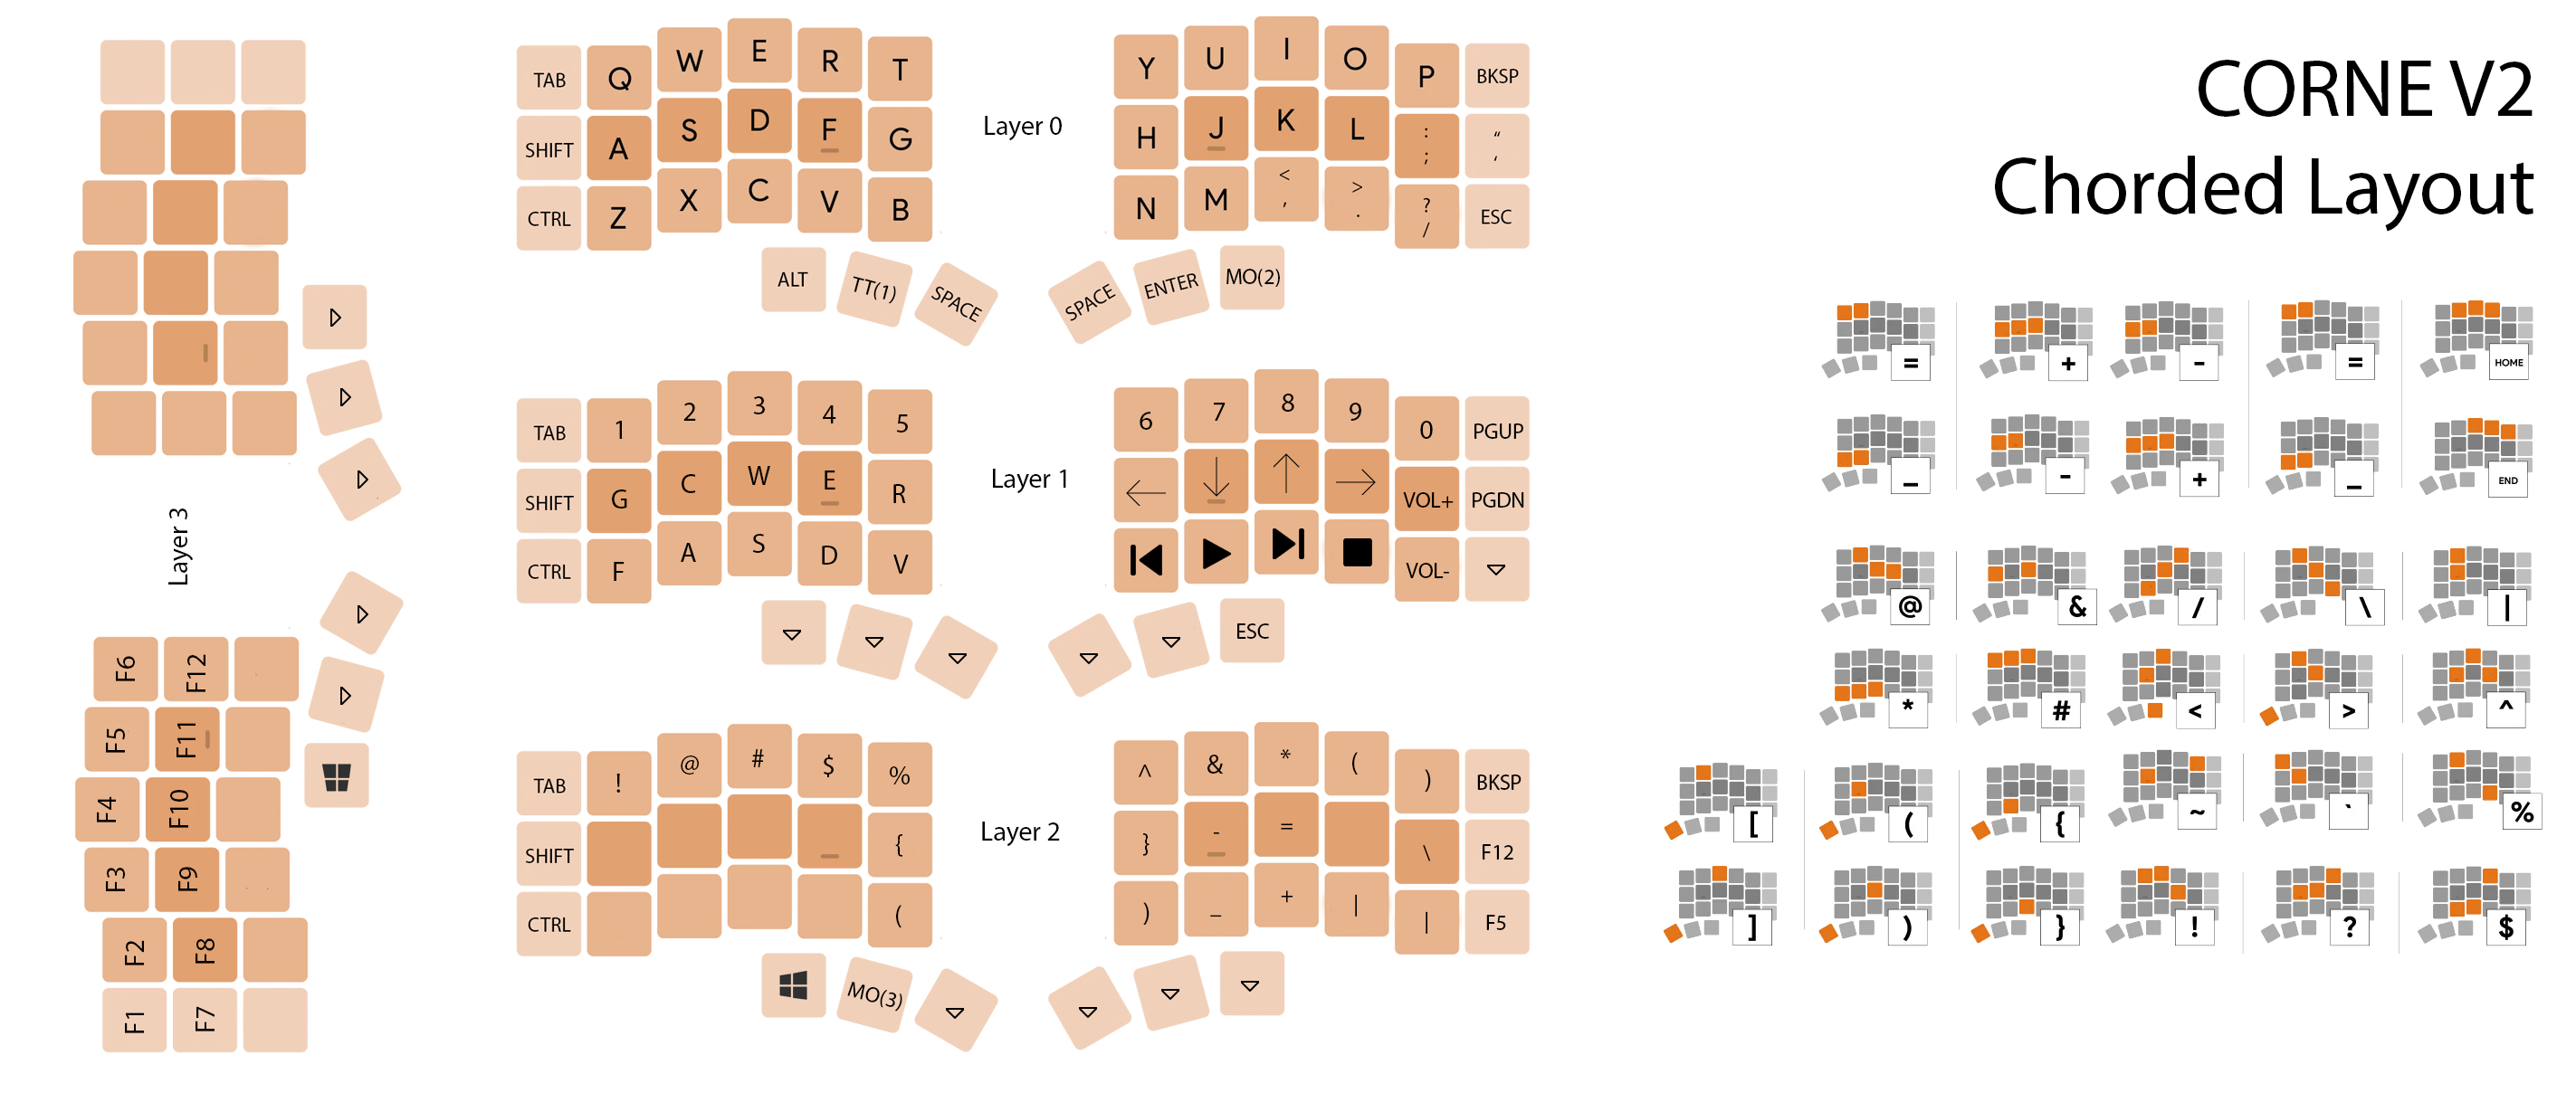 CORNE V2
Chorded Layout
Layer 0
TAB Q W E R T Y U I O P BKSP
SHIFT A S D F G H J K L : ; “ ‘
CTRL Z X C V B N M < , > . ? / ESC
ALT TT(1) SPACE SPACE ENTER MO(2)
Layer 1
TAB 1 2 3 4 5 6 7 8 9 0 PGUP
SHIFT G C W E R ← ↓ ↑ → VOL+ PGDN
CTRL F A S D V VOL-
ESC
Layer 2
TAB ! @ # $ % ^ & * ( ) BKSP
SHIFT { } - = \ F12
CTRL ( ) _ + | | F5
MO(3)
Layer 3
F6 F12
F5 F11
F4 F10
F3 F9
F2 F8
F1 F7
= + - = HOME
_ - + _ END
@ & / \ |
* # < > ^
[ ( { ~ ` %
] ) } ! ? $